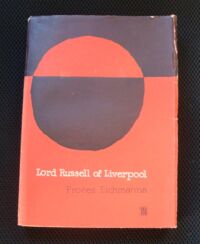 Lord Russell of Liverpool
Proces Eichmanna